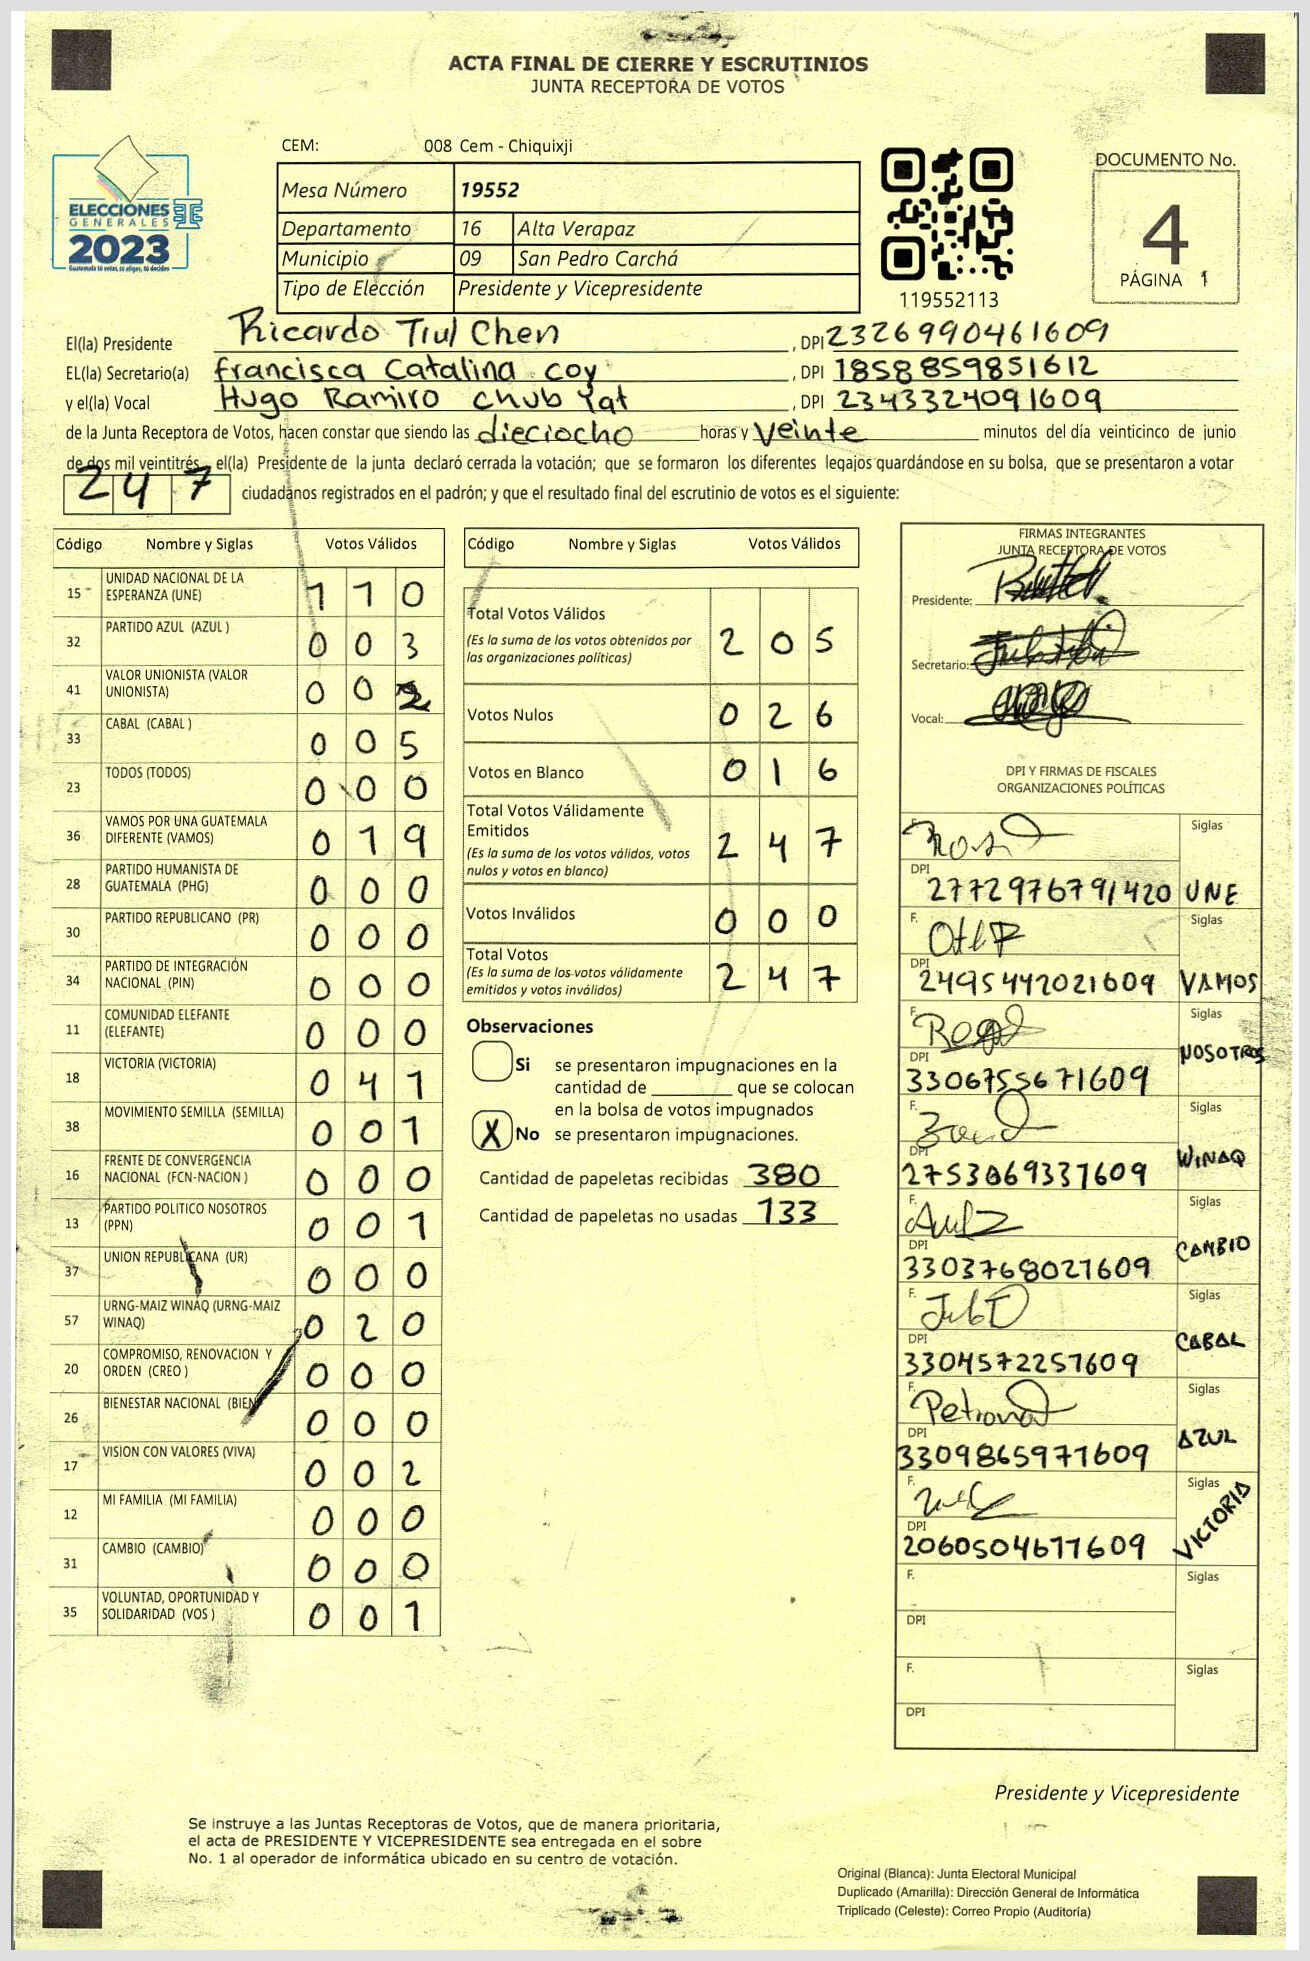 ACTA FINAL DE CIERRE Y ESCRUTINIOS
JUNTA RECEPTORA DE VOTOS
ELECCIONES
GENERALES
2023
CEM: 008 Cem - Chiquixji
Mesa Número 19552
Departamento 16 Alta Verapaz
Municipio 09 San Pedro Carchá
Tipo de Elección Presidente y Vicepresidente
119552113
DOCUMENTO No.
4
PÁGINA 1
El(la) Presidente Ricardo Tiul Chen , DPI 2326990461609
EL(la) Secretario(a) francisca Catalina coy , DPI 1858859851612
y el(la) Vocal Hugo Ramiro chub Yat , DPI 2343324091609
de la Junta Receptora de Votos, hacen constar que siendo las dieciocho horas y veinte minutos del día veinticinco de junio
de dos mil veintitrés el(la) Presidente de la junta declaró cerrada la votación; que se formaron los diferentes legajos guardándose en su bolsa, que se presentaron a votar
247 ciudadanos registrados en el padrón; y que el resultado final del escrutinio de votos es el siguiente:
Código Nombre y Siglas Votos Válidos
15 UNIDAD NACIONAL DE LA ESPERANZA (UNE) 1 1 0
32 PARTIDO AZUL (AZUL ) 0 0 3
41 VALOR UNIONISTA (VALOR UNIONISTA) 0 0 2
33 CABAL (CABAL ) 0 0 5
23 TODOS (TODOS) 0 0 0
36 VAMOS POR UNA GUATEMALA DIFERENTE (VAMOS) 0 1 9
28 PARTIDO HUMANISTA DE GUATEMALA (PHG) 0 0 0
30 PARTIDO REPUBLICANO (PR) 0 0 0
34 PARTIDO DE INTEGRACIÓN NACIONAL (PIN) 0 0 0
11 COMUNIDAD ELEFANTE (ELEFANTE) 0 0 0
18 VICTORIA (VICTORIA) 0 4 1
38 MOVIMIENTO SEMILLA (SEMILLA) 0 0 1
16 FRENTE DE CONVERGENCIA NACIONAL (FCN-NACION ) 0 0 0
13 PARTIDO POLITICO NOSOTROS (PPN) 0 0 1
37 UNION REPUBLICANA (UR) 0 0 0
57 URNG-MAIZ WINAQ (URNG-MAIZ WINAQ) 0 2 0
20 COMPROMISO, RENOVACION Y ORDEN (CREO ) 0 0 0
26 BIENESTAR NACIONAL (BIEN) 0 0 0
17 VISION CON VALORES (VIVA) 0 0 2
12 MI FAMILIA (MI FAMILIA) 0 0 0
31 CAMBIO (CAMBIO) 0 0 0
35 VOLUNTAD, OPORTUNIDAD Y SOLIDARIDAD (VOS ) 0 0 1
Código Nombre y Siglas Votos Válidos
Total Votos Válidos 2 0 5
(Es la suma de los votos obtenidos por
las organizaciones políticas)
Votos Nulos 0 2 6
Votos en Blanco 0 1 6
Total Votos Válidamente
Emitidos 2 4 7
(Es la suma de los votos válidos, votos
nulos y votos en blanco)
Votos Inválidos 0 0 0
Total Votos 2 4 7
(Es la suma de los votos válidamente
emitidos y votos inválidos)
Observaciones
Si se presentaron impugnaciones en la
cantidad de ________ que se colocan
en la bolsa de votos impugnados
X No se presentaron impugnaciones.
Cantidad de papeletas recibidas 380
Cantidad de papeletas no usadas 133
FIRMAS INTEGRANTES
JUNTA RECEPTORA DE VOTOS
Presidente:
Secretario:
Vocal:
DPI Y FIRMAS DE FISCALES
ORGANIZACIONES POLÍTICAS
F. Siglas
DPI 2772976791420 UNE
F. Siglas
DPI 2495442021609 VAMOS
F. Siglas
DPI 3306755671609 NOSOTROS
F. Siglas
DPI 2753069331609 WINAQ
F. Siglas
DPI 3303768021609 CAMBIO
F. Siglas
DPI 3304572251609 CABAL
F. Petrona Siglas
DPI 3309865971609 AZUL
F. Siglas
DPI 2060504611609 VICTORIA
F. Siglas
DPI
F. Siglas
DPI
Presidente y Vicepresidente
Se instruye a las Juntas Receptoras de Votos, que de manera prioritaria,
el acta de PRESIDENTE Y VICEPRESIDENTE sea entregada en el sobre
No. 1 al operador de informática ubicado en su centro de votación.
Original (Blanca): Junta Electoral Municipal
Duplicado (Amarilla): Dirección General de Informática
Triplicado (Celeste): Correo Propio (Auditoría)